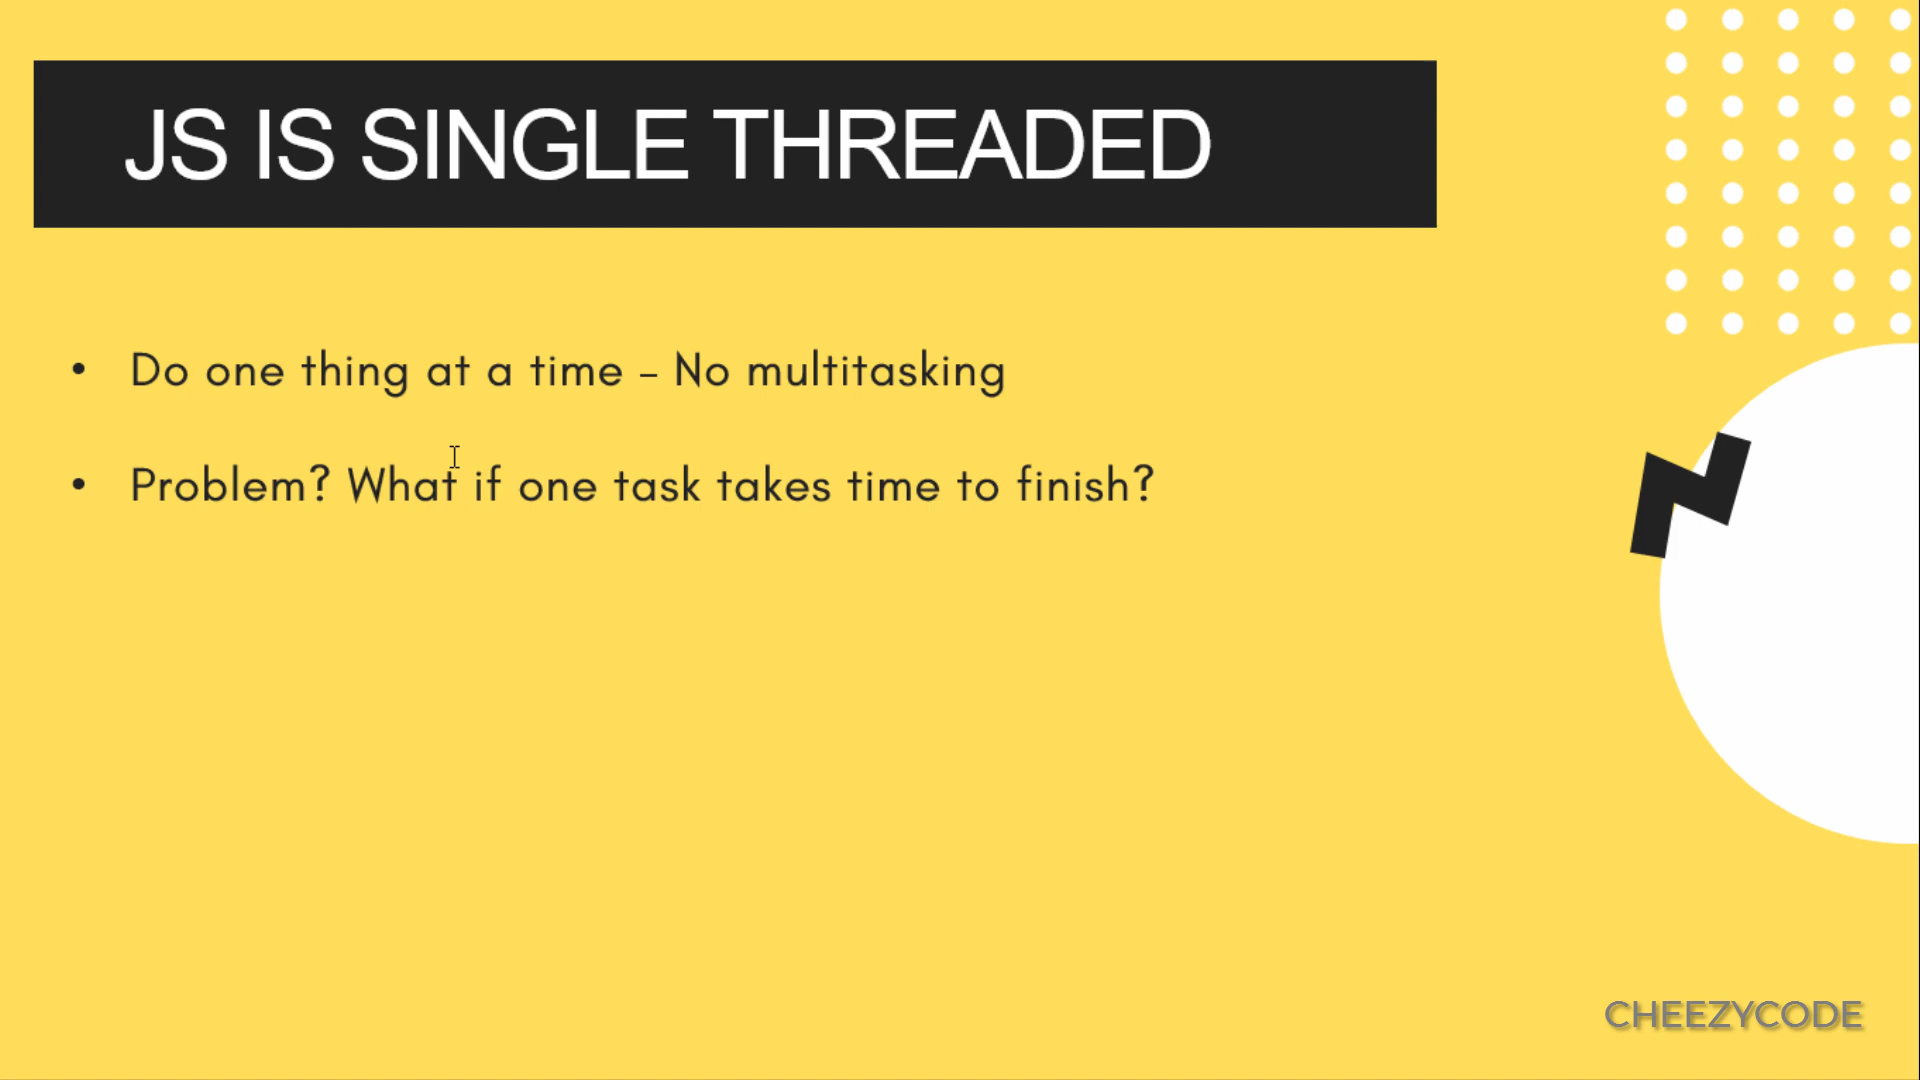 JS IS SINGLE THREADED
• Do one thing at a time – No multitasking
• Problem? What if one task takes time to finish?
CHEEZYCODE